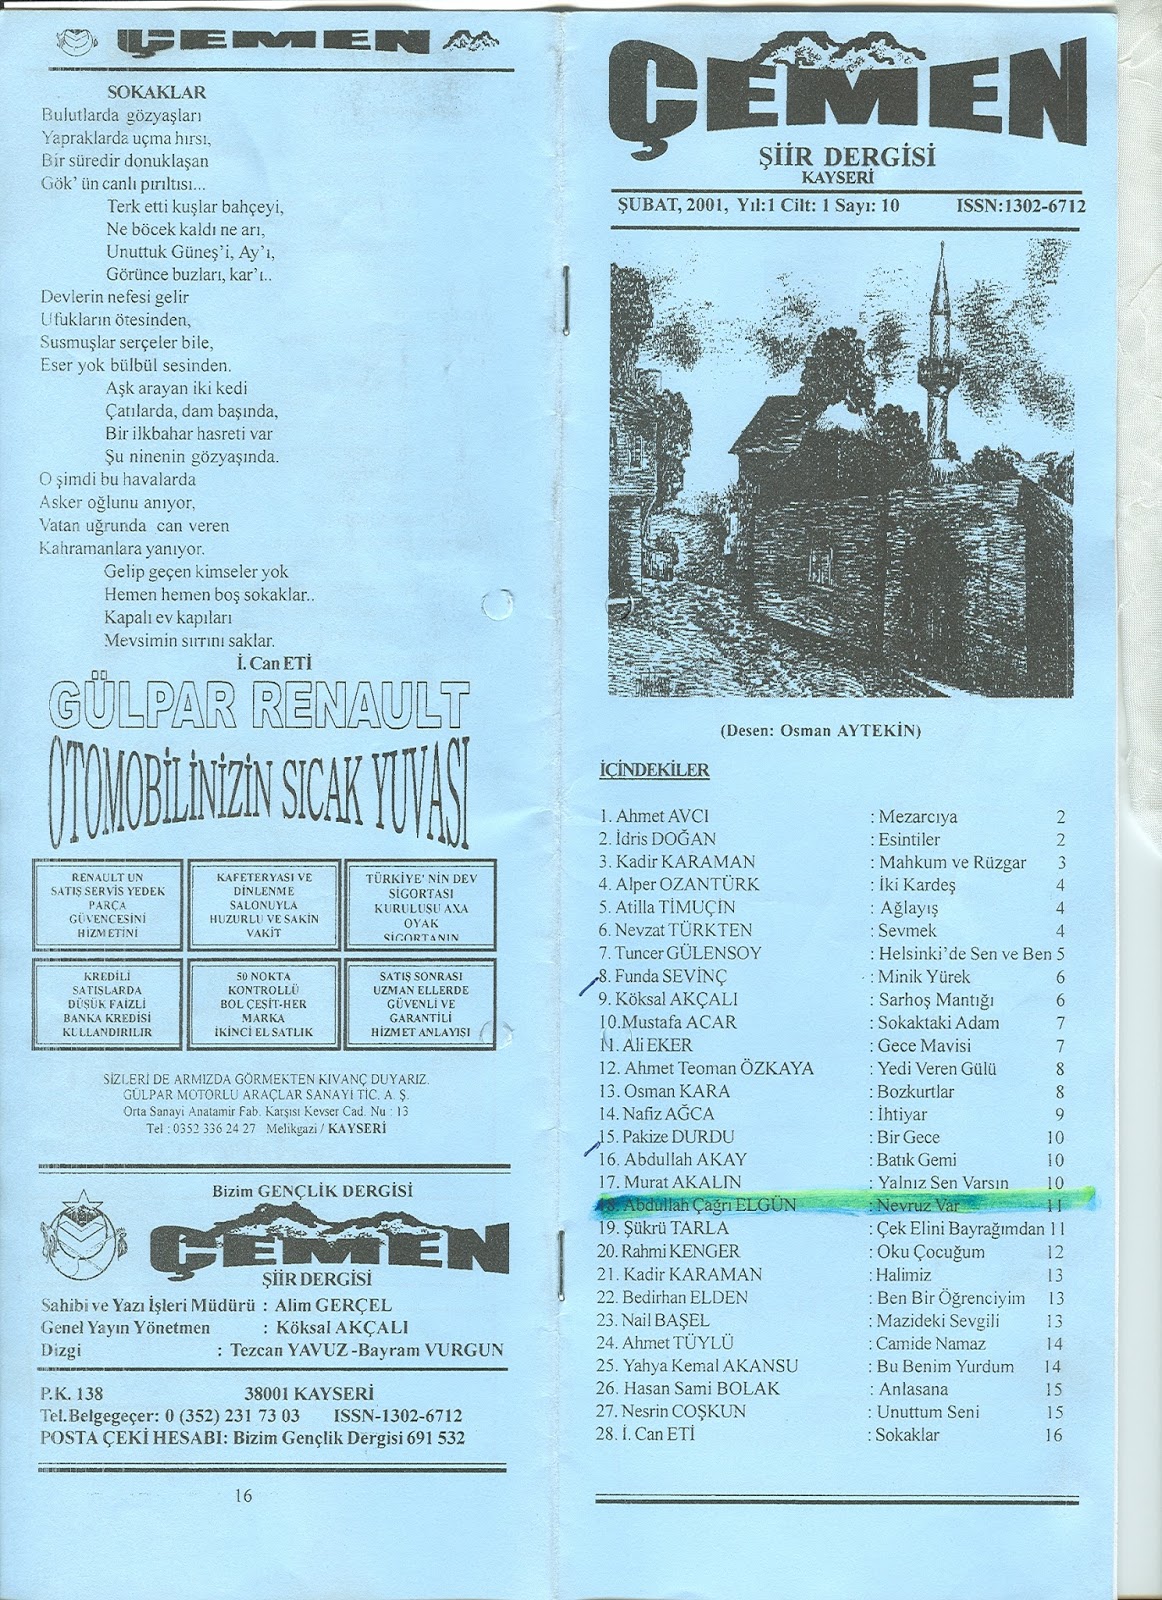 ÇEMEN
SOKAKLAR
Bulutlarda gözyaşları
Yapraklarda uçma hırsı,
Bir süredir donuklaşan
Gök' ün canlı pırıltısı...
Terk etti kuşlar bahçeyi,
Ne böcek kaldı ne arı,
Unuttuk Güneş'i, Ay'ı,
Görünce buzları, kar'ı..
Devlerin nefesi gelir
Ufukların ötesinden,
Susmuşlar serçeler bile,
Eser yok bülbül sesinden.
Aşk arayan iki kedi
Çatılarda, dam başında,
Bir ilkbahar hasreti var
Şu ninenin gözyaşında.
O şimdi bu havalarda
Asker oğlunu anıyor,
Vatan uğrunda can veren
Kahramanlara yanıyor.
Gelip geçen kimseler yok
Hemen hemen boş sokaklar..
Kapalı ev kapıları
Mevsimin sırrını saklar.
İ. Can ETİ
GÜLPAR RENAULT
OTOMOBİLİNİZİN SICAK YUVASI
RENAULT UN
SATIŞ SERVİS YEDEK
PARÇA
GÜVENCESİNİ
HİZMETİNİ
KAFETERYASI VE
DİNLENME
SALONUYLA
HUZURLU VE SAKİN
VAKİT
TÜRKİYE' NİN DEV
SİGORTASI
KURULUŞU AXA
OYAK
SİGORTANIN
KREDİLİ
SATIŞLARDA
DÜŞÜK FAİZLİ
BANKA KREDİSİ
KULLANDIRILIR
50 NOKTA
KONTROLLÜ
BOL ÇEŞİT-HER
MARKA
İKİNCİ EL SATLIK
SATIŞ SONRASI
UZMAN ELLERDE
GÜVENLİ VE
GARANTİLİ
HİZMET ANLAYIŞI
SİZLERİ DE ARMIZDA GÖRMEKTEN KIVANÇ DUYARIZ.
GÜLPAR MOTORLU ARAÇLAR SANAYİ TİC. A. Ş.
Orta Sanayi Anatamir Fab. Karşısı Kevser Cad. Nu : 13
Tel : 0352 336 24 27 Melikgazi / KAYSERİ
Bizim GENÇLİK DERGİSİ
ÇEMEN
ŞİİR DERGİSİ
Sahibi ve Yazı İşleri Müdürü : Alim GERÇEL
Genel Yayın Yönetmen : Köksal AKÇALI
Dizgi : Tezcan YAVUZ -Bayram VURGUN
P.K. 138 38001 KAYSERİ
Tel.Belgegeçer: 0 (352) 231 73 03 ISSN-1302-6712
POSTA ÇEKİ HESABI: Bizim Gençlik Dergisi 691 532
16
ÇEMEN
ŞİİR DERGİSİ
KAYSERİ
ŞUBAT, 2001, Yıl:1 Cilt: 1 Sayı: 10 ISSN:1302-6712
(Desen: Osman AYTEKİN)
İÇİNDEKİLER
1. Ahmet AVCI : Mezarcıya 2
2. İdris DOĞAN : Esintiler 2
3. Kadir KARAMAN : Mahkum ve Rüzgar 3
4. Alper OZANTÜRK : İki Kardeş 4
5. Atilla TİMUÇİN : Ağlayış 4
6. Nevzat TÜRKTEN : Sevmek 4
7. Tuncer GÜLENSOY : Helsinki'de Sen ve Ben 5
8. Funda SEVİNÇ : Minik Yürek 6
9. Köksal AKÇALI : Sarhoş Mantığı 6
10.Mustafa ACAR : Sokaktaki Adam 7
11. Ali EKER : Gece Mavisi 7
12. Ahmet Teoman ÖZKAYA : Yedi Veren Gülü 8
13. Osman KARA : Bozkurtlar 8
14. Nafiz AĞCA : İhtiyar 9
15. Pakize DURDU : Bir Gece 10
16. Abdullah AKAY : Batık Gemi 10
17. Murat AKALIN : Yalnız Sen Varsın 10
18. Abdullah Çağrı ELGÜN : Nevruz Var 11
19. Şükrü TARLA : Çek Elini Bayrağımdan 11
20. Rahmi KENGER : Oku Çocuğum 12
21. Kadir KARAMAN : Halimiz 13
22. Bedirhan ELDEN : Ben Bir Öğrenciyim 13
23. Nail BAŞEL : Mazideki Sevgili 13
24. Ahmet TÜYLÜ : Camide Namaz 14
25. Yahya Kemal AKANSU : Bu Benim Yurdum 14
26. Hasan Sami BOLAK : Anlasana 15
27. Nesrin COŞKUN : Unuttum Seni 15
28. İ. Can ETİ : Sokaklar 16